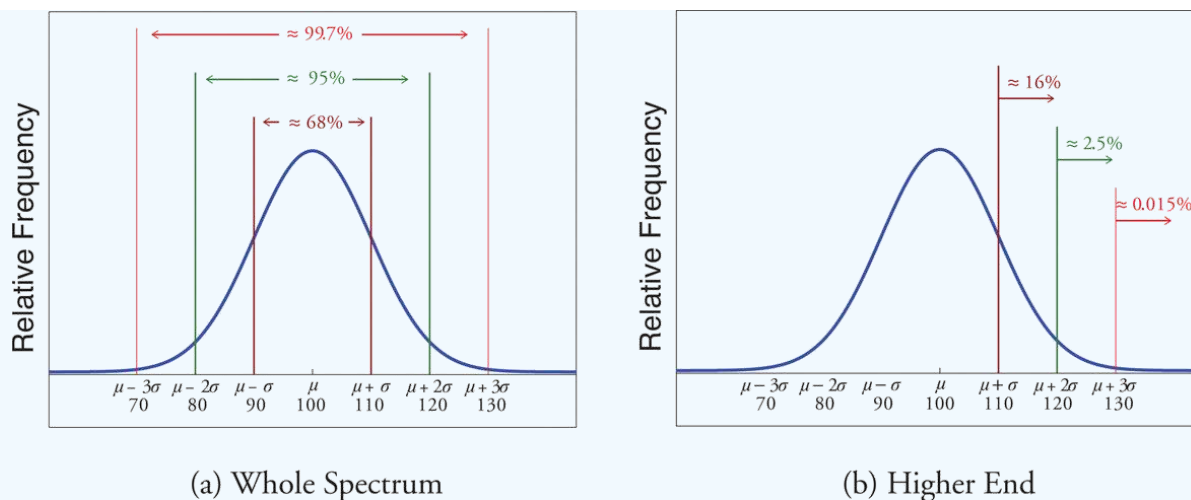 ≈ 99.7%
≈ 95%
≈ 68%
Relative Frequency
μ − 3σ μ − 2σ μ − σ μ μ + σ μ + 2σ μ + 3σ
70 80 90 100 110 120 130
(a) Whole Spectrum
≈ 16%
≈ 2.5%
≈ 0.015%
Relative Frequency
μ − 3σ μ − 2σ μ − σ μ μ + σ μ + 2σ μ + 3σ
70 80 90 100 110 120 130
(b) Higher End